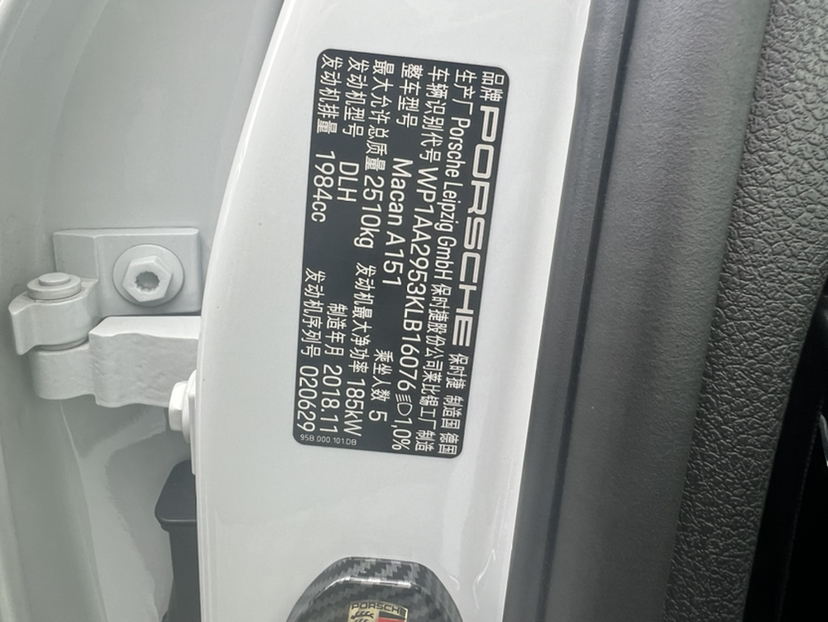 品牌 PORSCHE 保时捷 制造国 德国
生产厂 Porsche Leipzig GmbH 保时捷股份公司莱比锡工厂 制造
车辆识别代号 WP1AA2953KLB16076 1,0%
整车型号 Macan A151 乘坐人数 5
最大允许总质量 2510kg 发动机最大净功率 185kW
发动机型号 DLH 制造年月 2018.11
发动机排量 1984cc 发动机序列号 020629
95B 000.101.DB
PORSCHE